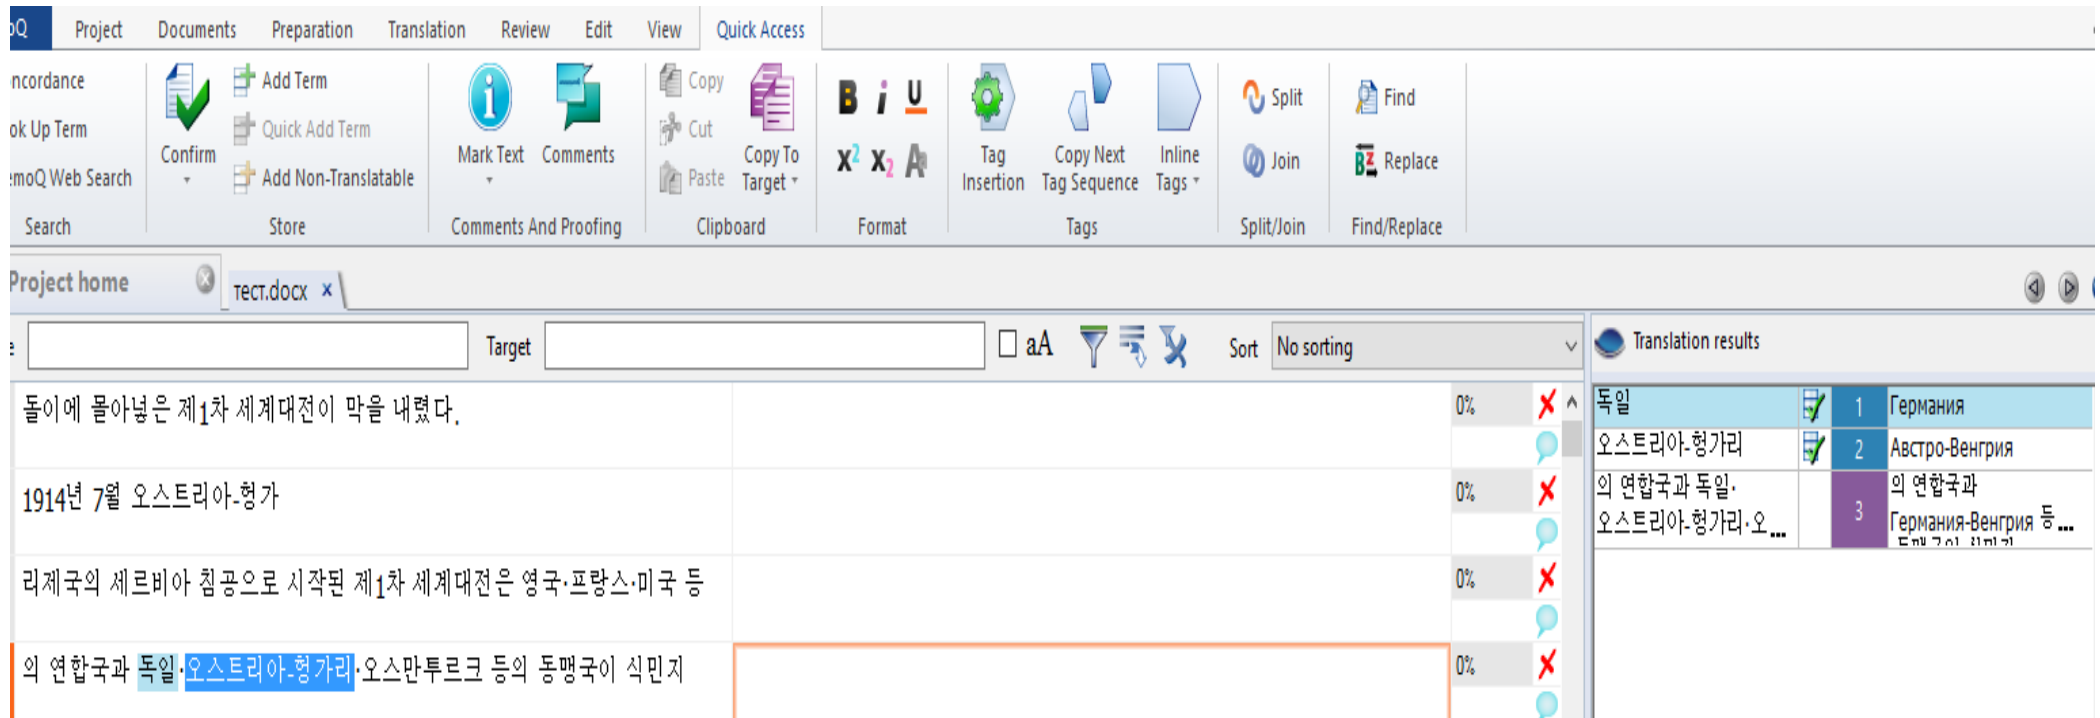 Project Documents Preparation Translation Review Edit View Quick Access
Add Term
Look Up Term
Quick Add Term
Web Search
Add Non-Translatable
Confirm
Mark Text Comments
Copy
Cut
Paste
Copy To
Target
B i U
X² X₂ A
Tag
Insertion
Copy Next
Tag Sequence
Inline
Tags
Split
Join
Find
Replace
Search Store Comments And Proofing Clipboard Format Tags Split/Join Find/Replace
Project home
тест.docx
Target
aA
Sort No sorting
Translation results
돌이에 몰아넣은 제1차 세계대전이 막을 내렸다.
0%
1914년 7월 오스트리아-헝가
0%
리제국의 세르비아 침공으로 시작된 제1차 세계대전은 영국·프랑스·미국 등
0%
의 연합국과 독일·오스트리아-헝가리·오스만투르크 등의 동맹국이 식민지
0%
독일 1 Германия
오스트리아-헝가리 2 Австро-Венгрия
의 연합국과 독일·
오스트리아-헝가리·오...
3
의 연합국과
Германия-Венгрия 등...